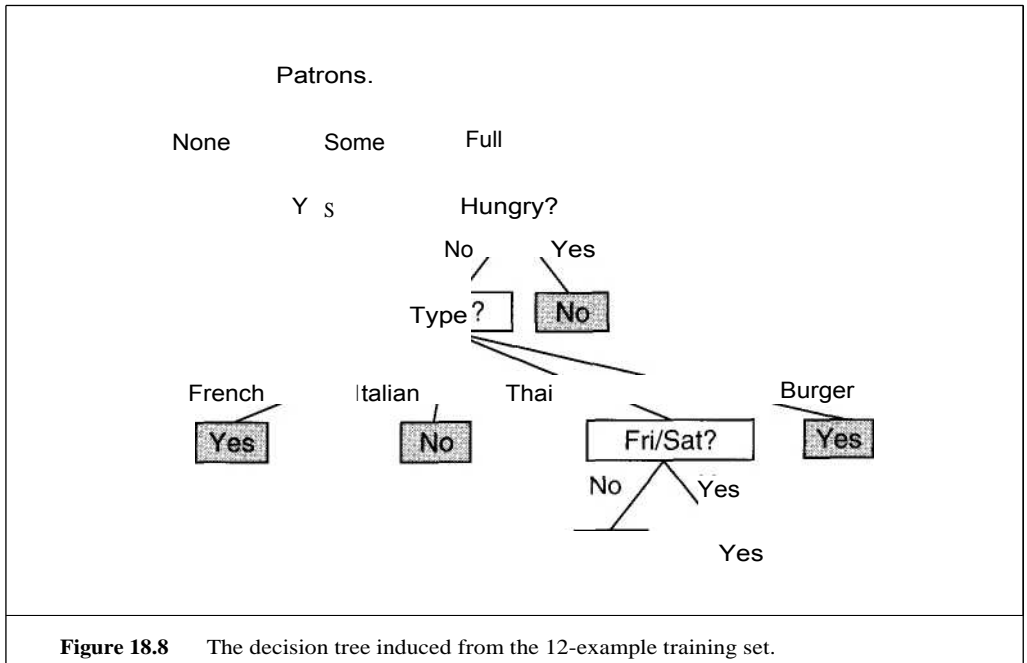 Patrons.
None Some Full
Y s Hungry?
No Yes
Type ? No
French Italian Thai Burger
Yes No Fri/Sat? Yes
No Yes
Yes
Figure 18.8 The decision tree induced from the 12-example training set.